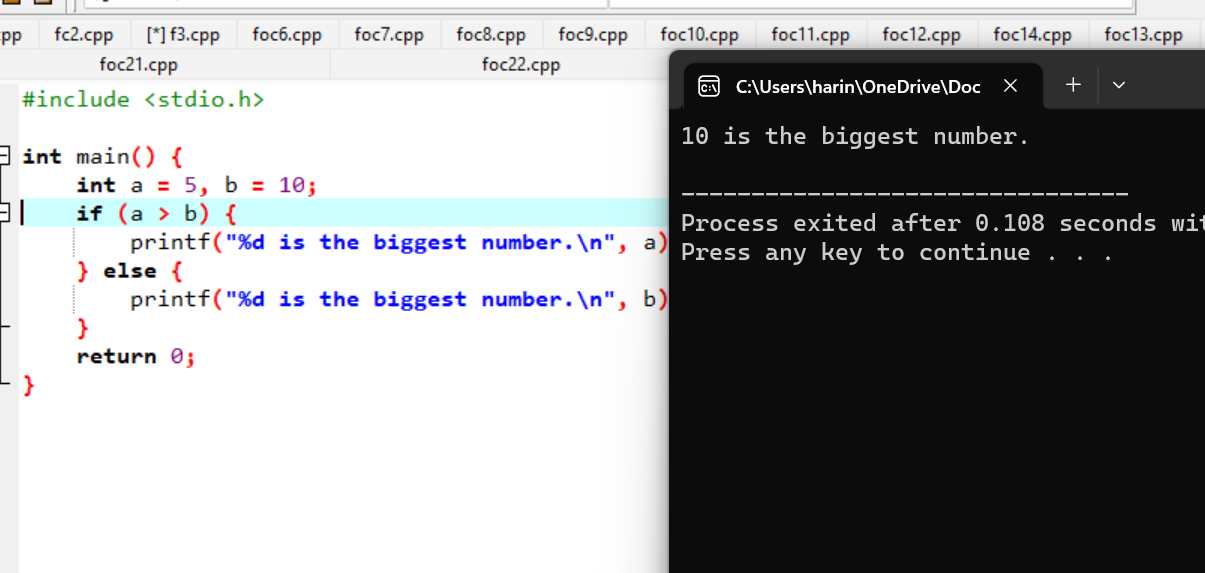 fc2.cpp [*] f3.cpp foc6.cpp foc7.cpp foc8.cpp foc9.cpp foc10.cpp foc11.cpp foc12.cpp foc14.cpp foc13.cpp
foc21.cpp foc22.cpp
#include <stdio.h>
int main() {
int a = 5, b = 10;
if (a > b) {
printf("%d is the biggest number.\n", a)
} else {
printf("%d is the biggest number.\n", b)
}
return 0;
}
C:\Users\harin\OneDrive\Doc
10 is the biggest number.
--------------------------------
Process exited after 0.108 seconds wit
Press any key to continue . . .